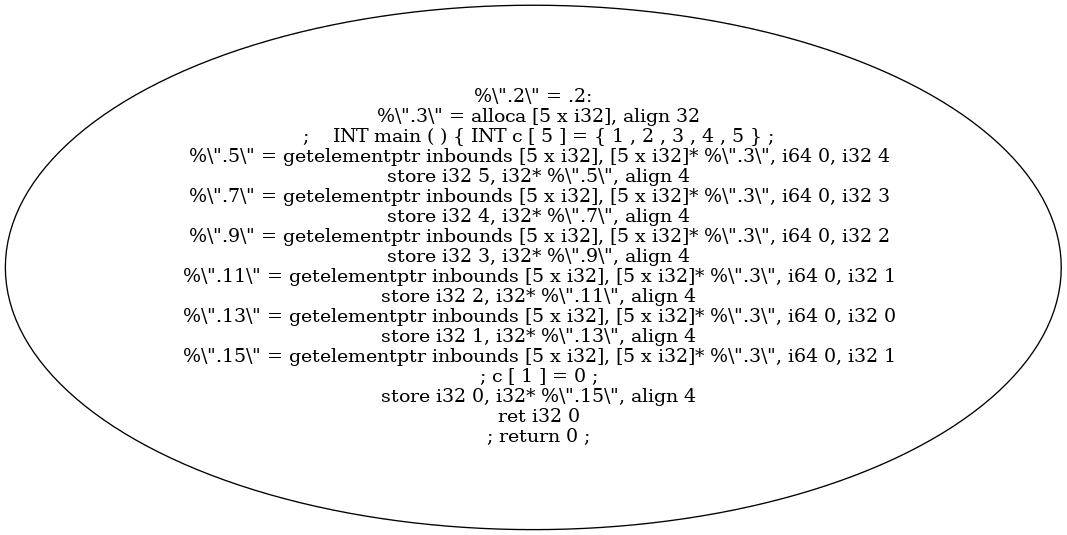 %\".2\" = .2:
%\".3\" = alloca [5 x i32], align 32
;    INT main ( ) { INT c [ 5 ] = { 1 , 2 , 3 , 4 , 5 } ;
%\".5\" = getelementptr inbounds [5 x i32], [5 x i32]* %\".3\", i64 0, i32 4
store i32 5, i32* %\".5\", align 4
%\".7\" = getelementptr inbounds [5 x i32], [5 x i32]* %\".3\", i64 0, i32 3
store i32 4, i32* %\".7\", align 4
%\".9\" = getelementptr inbounds [5 x i32], [5 x i32]* %\".3\", i64 0, i32 2
store i32 3, i32* %\".9\", align 4
%\".11\" = getelementptr inbounds [5 x i32], [5 x i32]* %\".3\", i64 0, i32 1
store i32 2, i32* %\".11\", align 4
%\".13\" = getelementptr inbounds [5 x i32], [5 x i32]* %\".3\", i64 0, i32 0
store i32 1, i32* %\".13\", align 4
%\".15\" = getelementptr inbounds [5 x i32], [5 x i32]* %\".3\", i64 0, i32 1
; c [ 1 ] = 0 ;
store i32 0, i32* %\".15\", align 4
ret i32 0
; return 0 ;